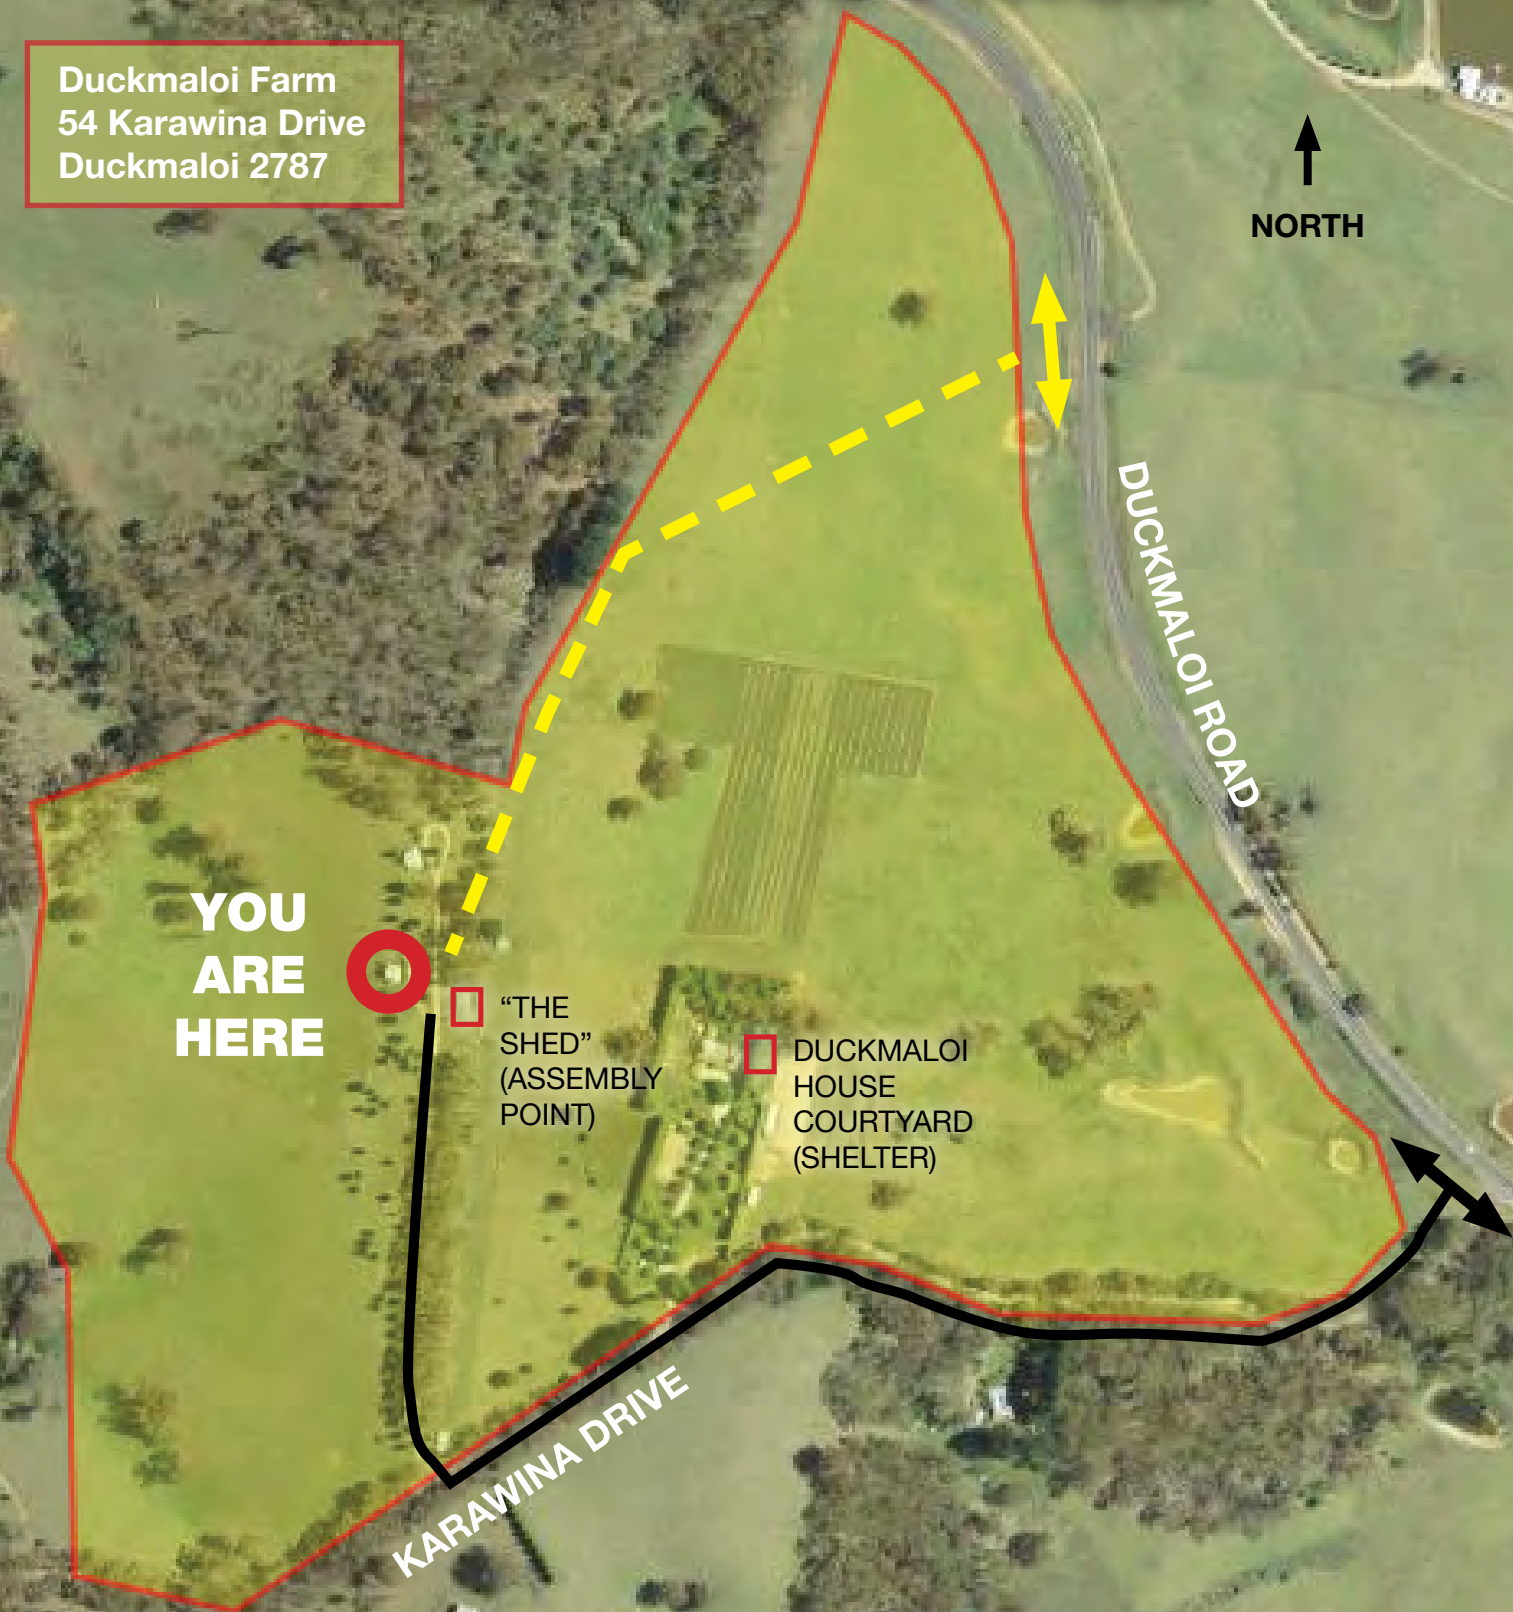 Duckmaloi Farm
54 Karawina Drive
Duckmaloi 2787
NORTH
DUCKMALOI ROAD
YOU
ARE
HERE
“THE
SHED”
(ASSEMBLY
POINT)
DUCKMALOI
HOUSE
COURTYARD
(SHELTER)
KARAWINA DRIVE